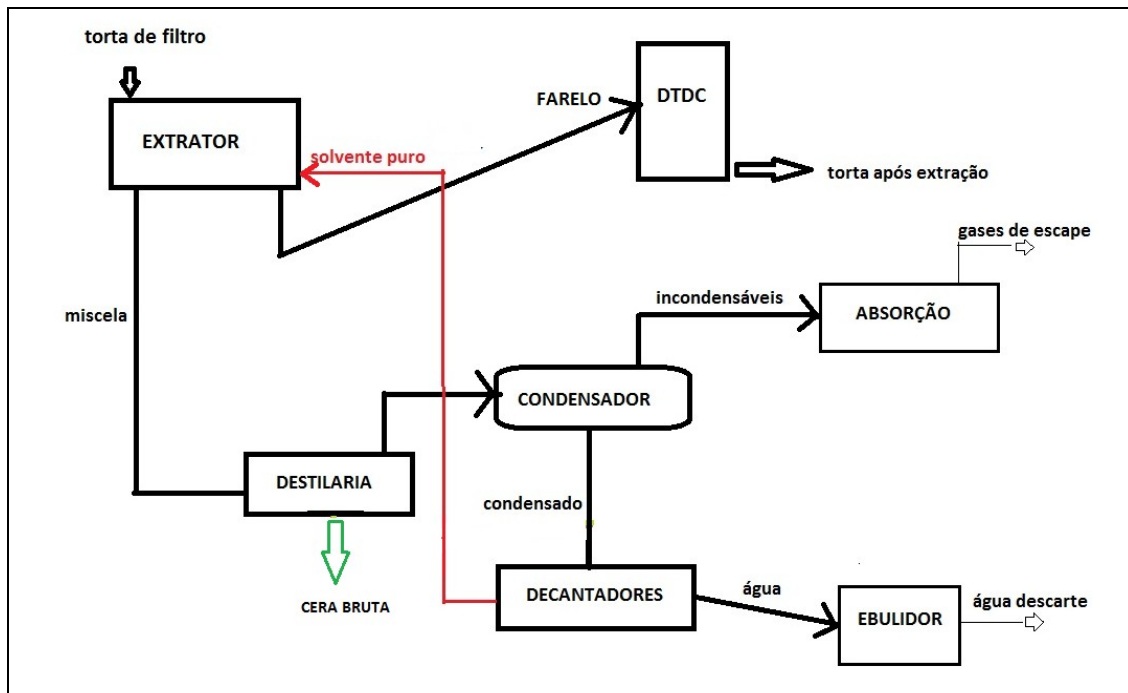 torta de filtro
EXTRATOR
solvente puro
FARELO
DTDC
torta após extração
gases de escape
incondensáveis
ABSORÇÃO
miscela
CONDENSADOR
DESTILARIA
condensado
CERA BRUTA
DECANTADORES
água
EBULIDOR
água descarte